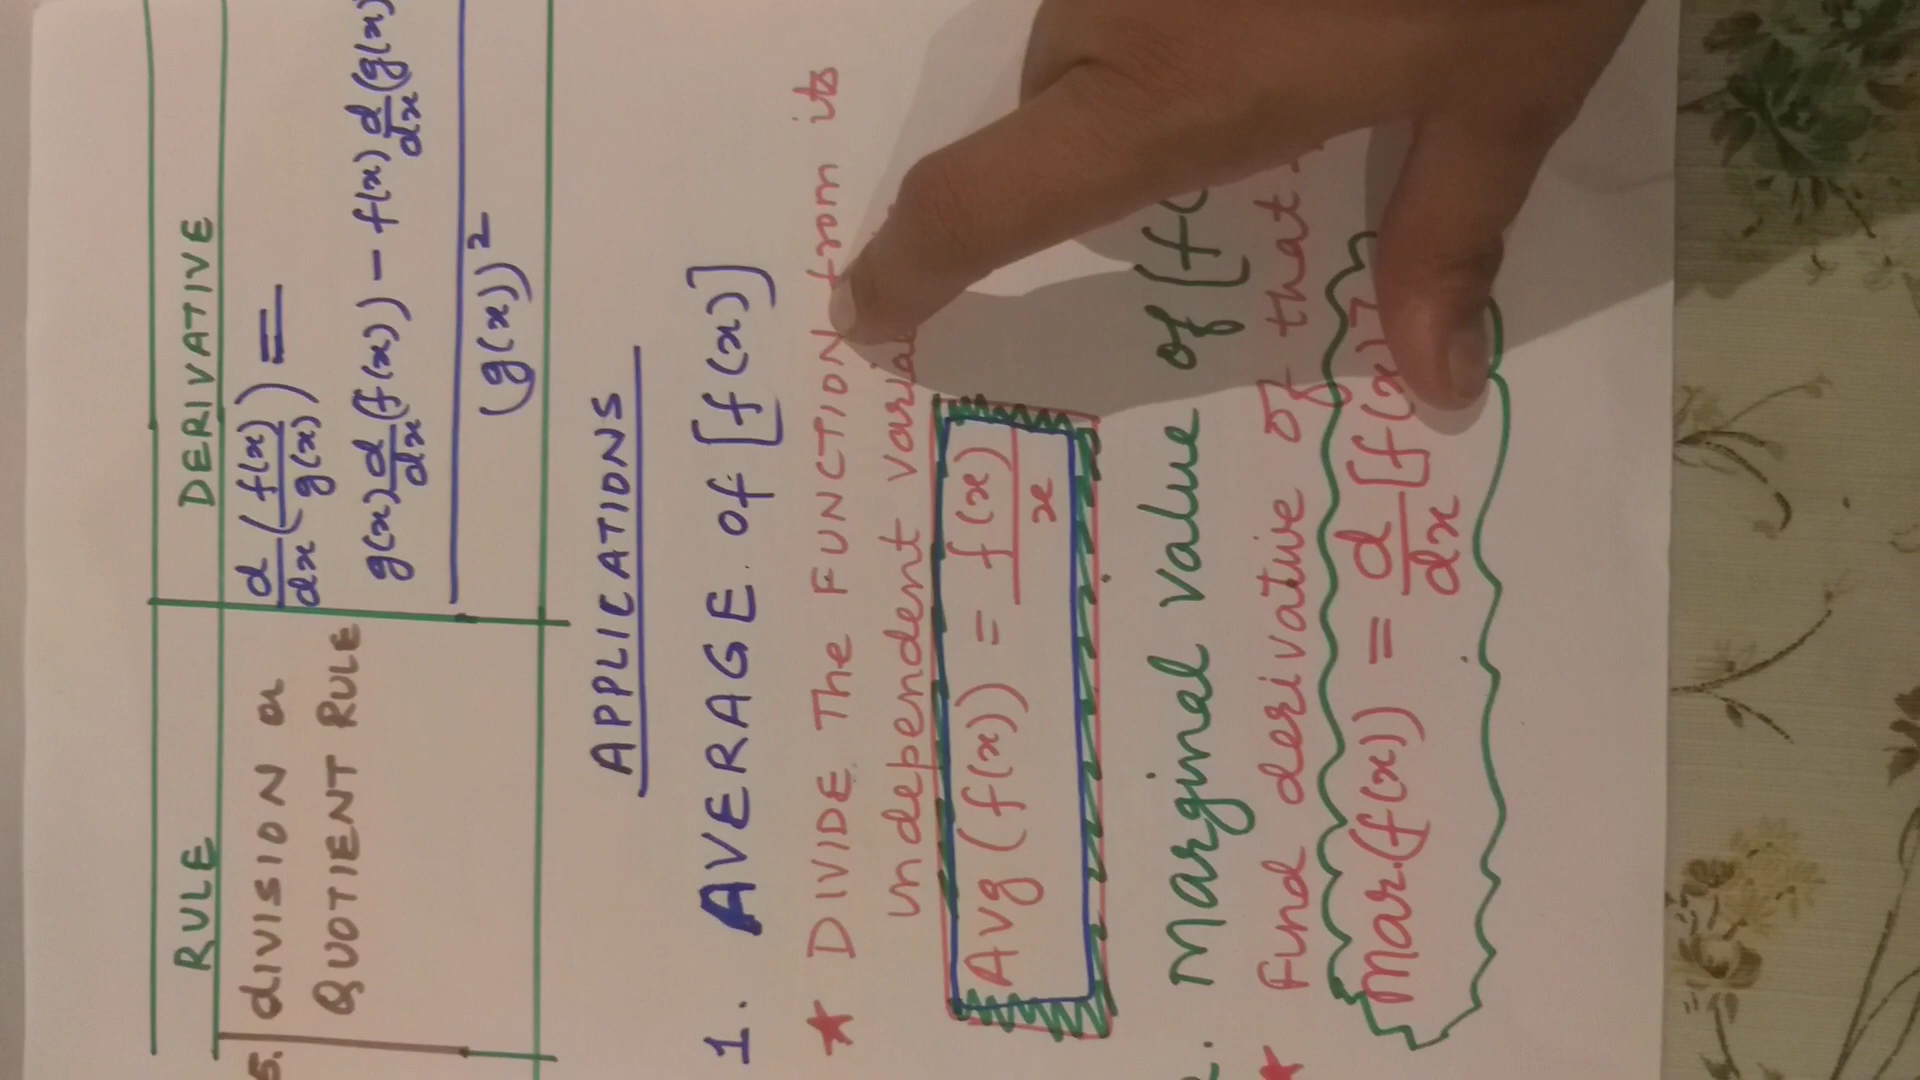 RULE DERIVATIVE
5. division or QUOTIENT RULE
d/dx (f(x)/g(x)) =
g(x) d/dx (f(x)) - f(x) d/dx (g(x)
(g(x))²
APPLICATIONS
1. AVERAGE of [f(x)]
★ DIVIDE The FUNCTION from its
independent
Avg (f(x)) = f(x)/x
Marginal value of [f(
★ find derivative of that
Mar(f(x)) = d/dx [f(x)]